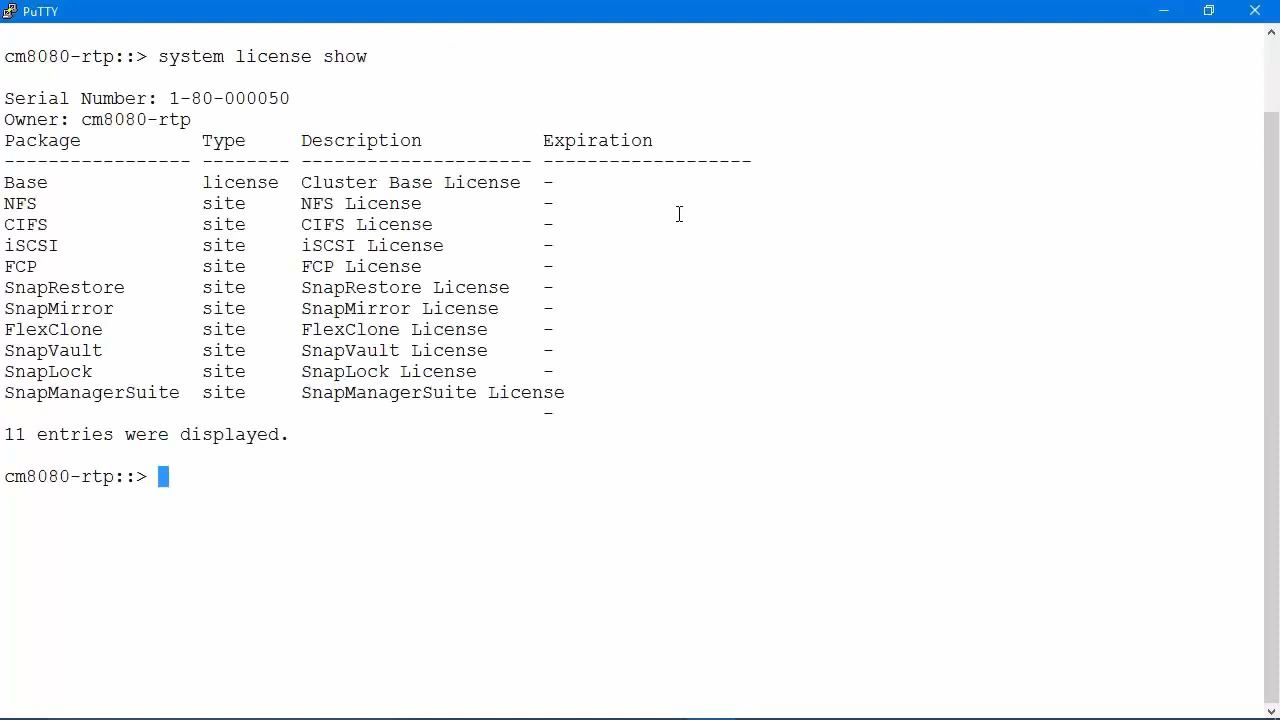 PuTTY
cm8080-rtp::> system license show
Serial Number: 1-80-000050
Owner: cm8080-rtp
Package           Type     Description           Expiration
----------------- -------- --------------------- -------------------
Base              license  Cluster Base License  -
NFS               site     NFS License           -
CIFS              site     CIFS License          -
iSCSI             site     iSCSI License         -
FCP               site     FCP License           -
SnapRestore       site     SnapRestore License   -
SnapMirror        site     SnapMirror License    -
FlexClone         site     FlexClone License     -
SnapVault         site     SnapVault License     -
SnapLock          site     SnapLock License      -
SnapManagerSuite  site     SnapManagerSuite License
                                                 -
11 entries were displayed.
cm8080-rtp::>